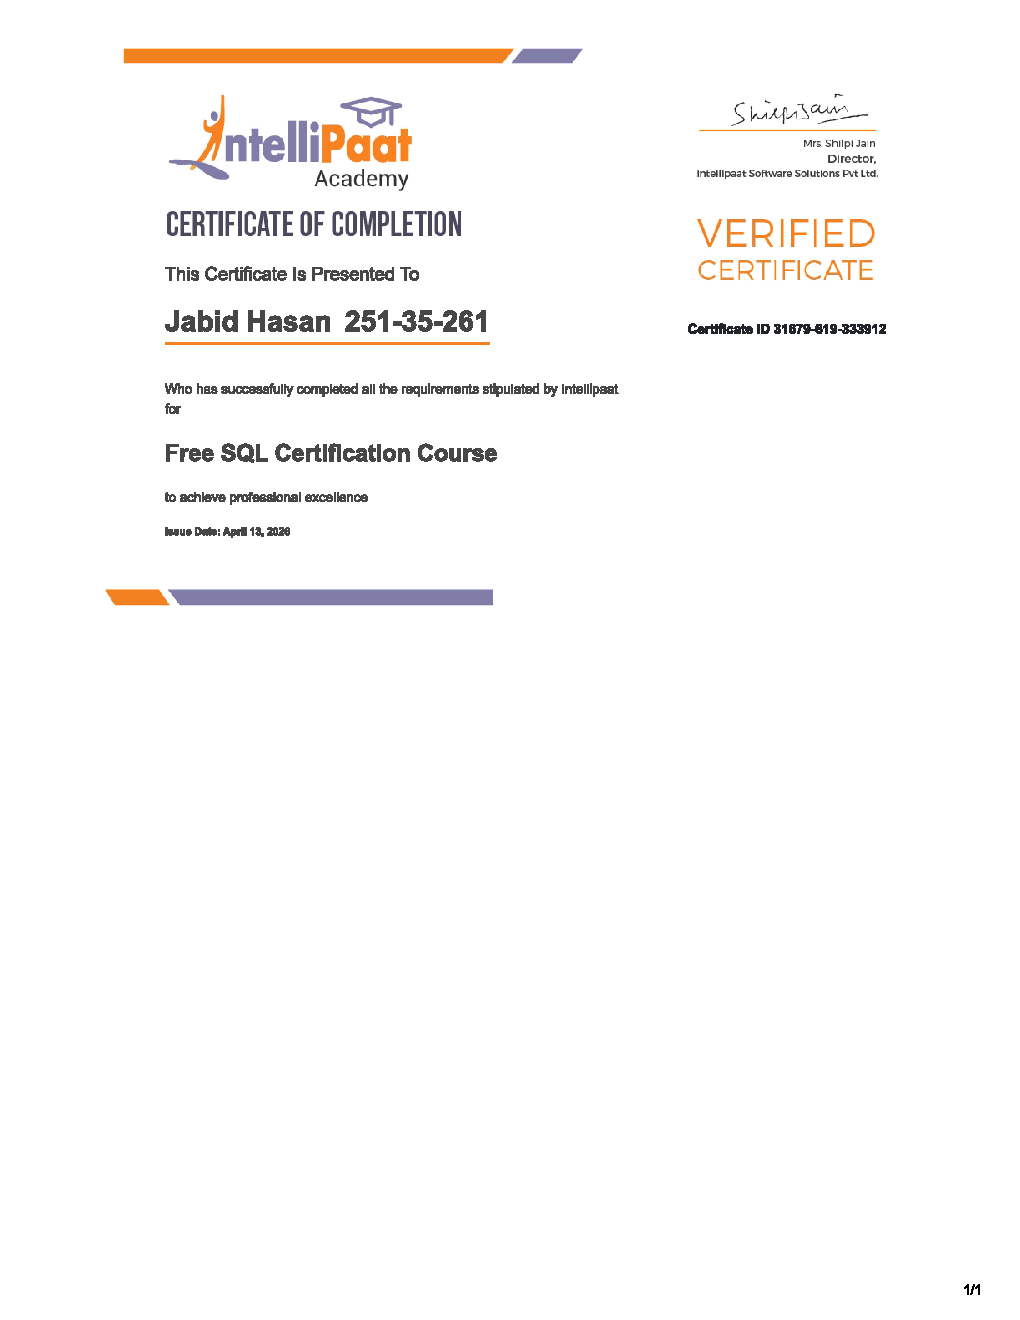 IntelliPaat
Academy
CERTIFICATE OF COMPLETION
This Certificate Is Presented To
Jabid Hasan 251-35-261
Who has successfully completed all the requirements stipulated by Intellipaat
for
Free SQL Certification Course
to achieve professional excellence
Issue Date: April 13, 2026
Shilpi Jain
Mrs. Shilpi Jain
Director,
Intellipaat Software Solutions Pvt Ltd.
VERIFIED
CERTIFICATE
Certificate ID 31679-619-333912
1/1